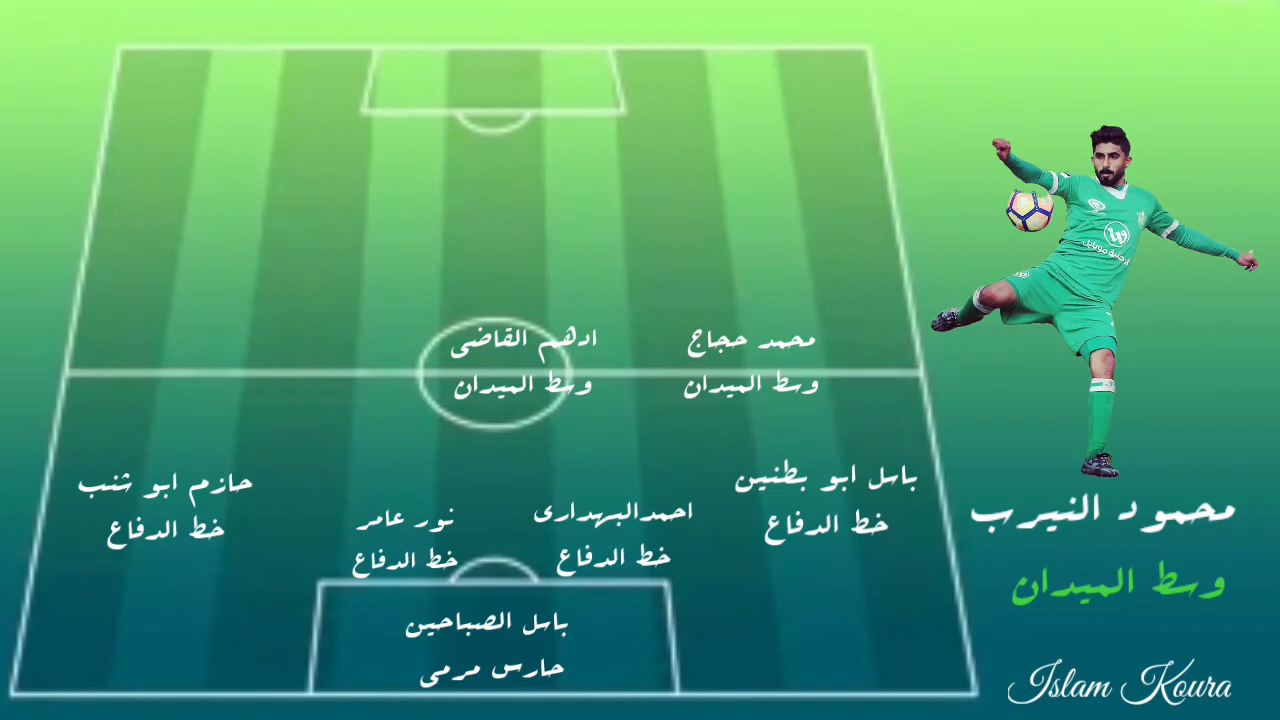 ادهم القاضى
وسط الميدان
محمد حجاج
وسط الميدان
حازم ابو شنب
خط الدفاع
نور عامر
خط الدفاع
احمدالبهدارى
خط الدفاع
باسل ابو بطنين
خط الدفاع
باسل الصباحين
حارس مرمى
محمود النيرب
وسط الميدان
Islam Koura